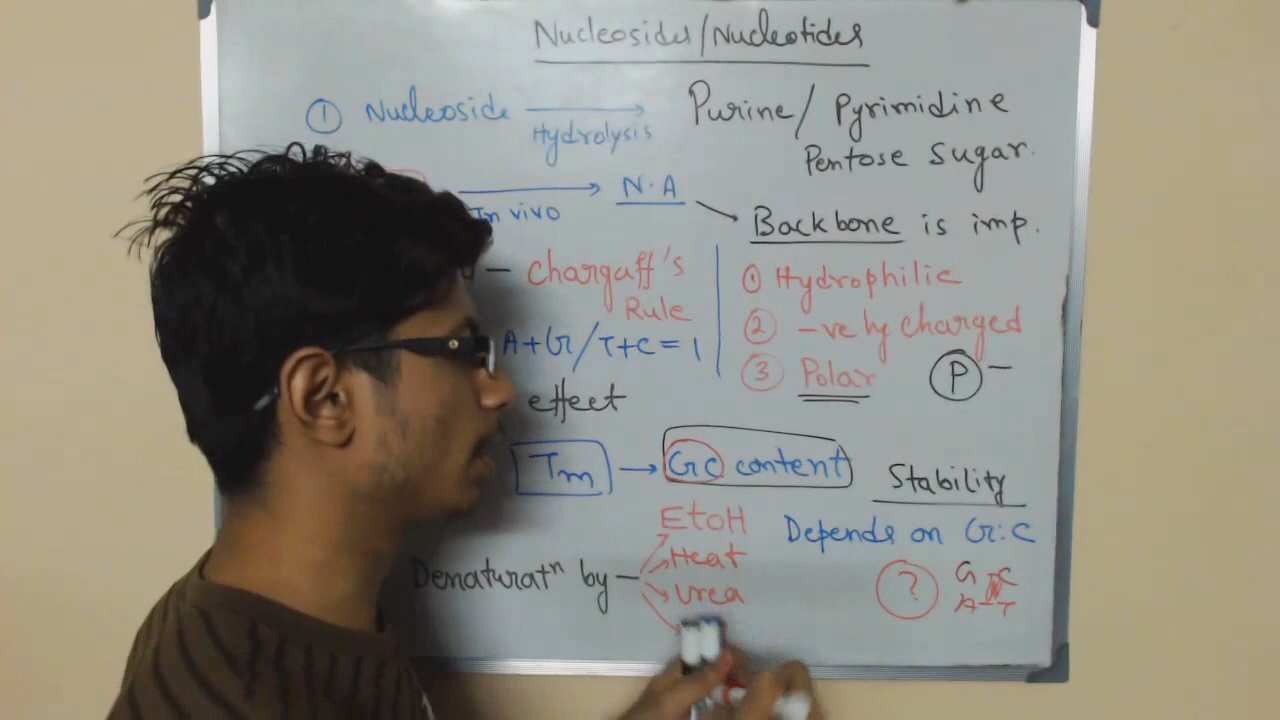 Nucleosides/Nucleotides
① Nucleoside → Purine/Pyrimidine
Hydrolysis
Pentose Sugar.
→ N.A
In vivo
Backbone is imp.
– Chargaff's
Rule
A+G/T+C=1
① Hydrophilic
② -vely charged
③ Polar
P –
effect
Tm → GC content
Stability
Depends on G:C
Denaturatⁿ by –
EtoH
Heat
Urea
?
G C
A T